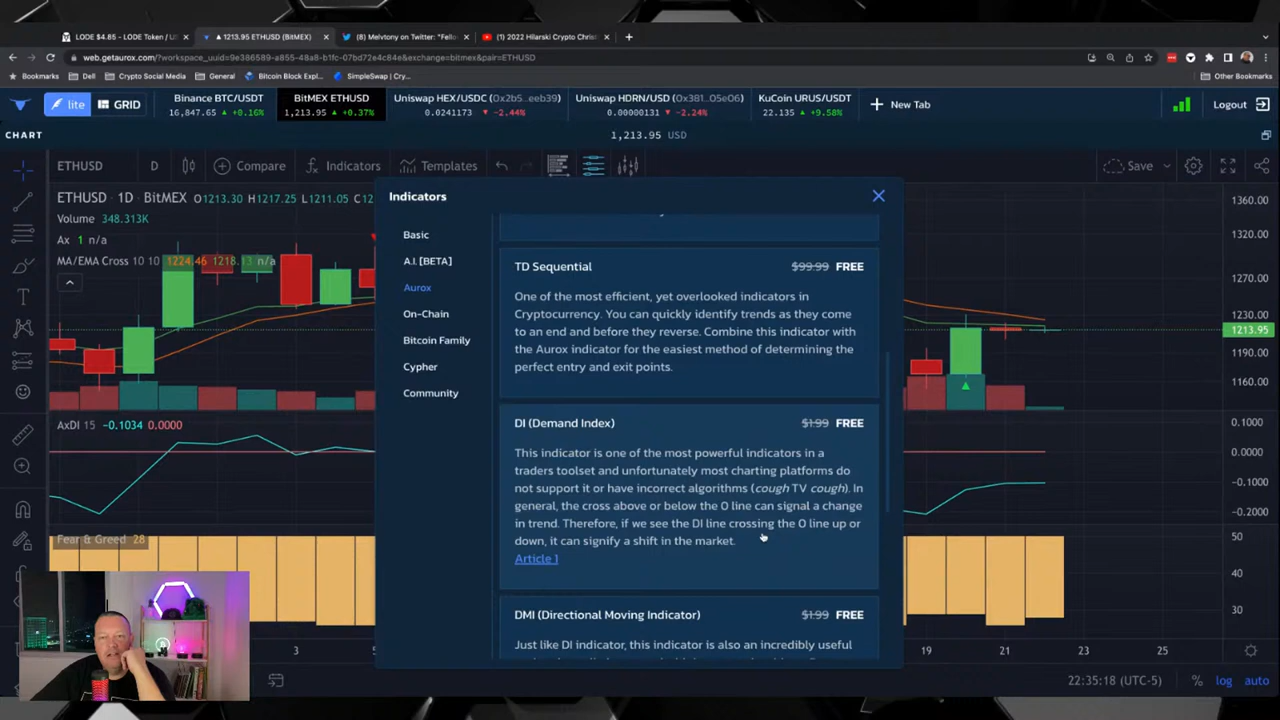 LODE $4.85 - LODE Token / U
▲ 1213.95 ETHUSD (BitMEX)
(8) Melvtony on Twitter: "Fello
(1) 2022 Hilarski Crypto Christ
web.getaurox.com/?workspace_uuid=9e386589-a855-48a8-b1fc-07bd72e4c84e&exchange=bitmex&pair=ETHUSD
Bookmarks
Dell
Crypto Social Media
General
Bitcoin Block Expl...
SimpleSwap | Cry...
Other Bookmarks
lite
GRID
Binance BTC/USDT
16,847.65 ▲ +0.16%
BitMEX ETHUSD
1,213.95 ▲ +0.37%
Uniswap HEX/USDC (0x2b5...eeb39)
0.0241173 ▼ -2.44%
Uniswap HDRN/USD (0x381...05e06)
0.00000131 ▼ -2.24%
KuCoin URUS/USDT
22.135 ▲ +9.58%
New Tab
Logout
CHART
1,213.95 USD
ETHUSD
D
Compare
Indicators
Templates
Save
ETHUSD · 1D · BitMEX O1213.30 H1217.25 L1211.05 C12
Volume 348.313K
Ax 1 n/a
MA/EMA Cross 10 10 1224.46 1218.13 n/a
Indicators
Basic
A.I. [BETA]
Aurox
On-Chain
Bitcoin Family
Cypher
Community
TD Sequential
$99.99 FREE
One of the most efficient, yet overlooked indicators in
Cryptocurrency. You can quickly identify trends as they come
to an end and before they reverse. Combine this indicator with
the Aurox indicator for the easiest method of determining the
perfect entry and exit points.
DI (Demand Index)
$1.99 FREE
This indicator is one of the most powerful indicators in a
traders toolset and unfortunately most charting platforms do
not support it or have incorrect algorithms (cough TV cough). In
general, the cross above or below the 0 line can signal a change
in trend. Therefore, if we see the DI line crossing the 0 line up or
down, it can signify a shift in the market.
Article 1
DMI (Directional Moving Indicator)
$1.99 FREE
Just like DI indicator, this indicator is also an incredibly useful
1360.00
1320.00
1270.00
1230.00
1213.95
1190.00
1160.00
AxDI 15 -0.1034 0.0000
0.1000
0.0000
-0.1000
-0.2000
Fear & Greed 28
50
40
30
3
5
19
21
23
25
22:35:18 (UTC-5)
%
log
auto